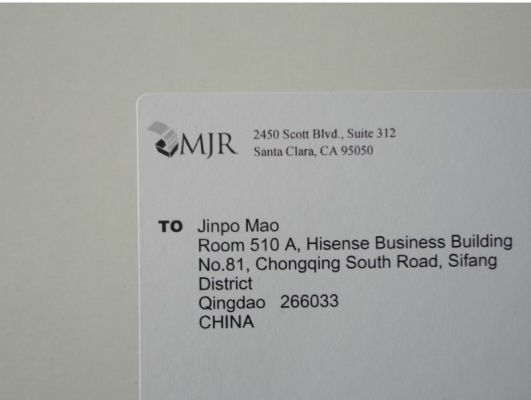 MJR
2450 Scott Blvd., Suite 312
Santa Clara, CA 95050
TO Jinpo Mao
Room 510 A, Hisense Business Building
No.81, Chongqing South Road, Sifang
District
Qingdao 266033
CHINA